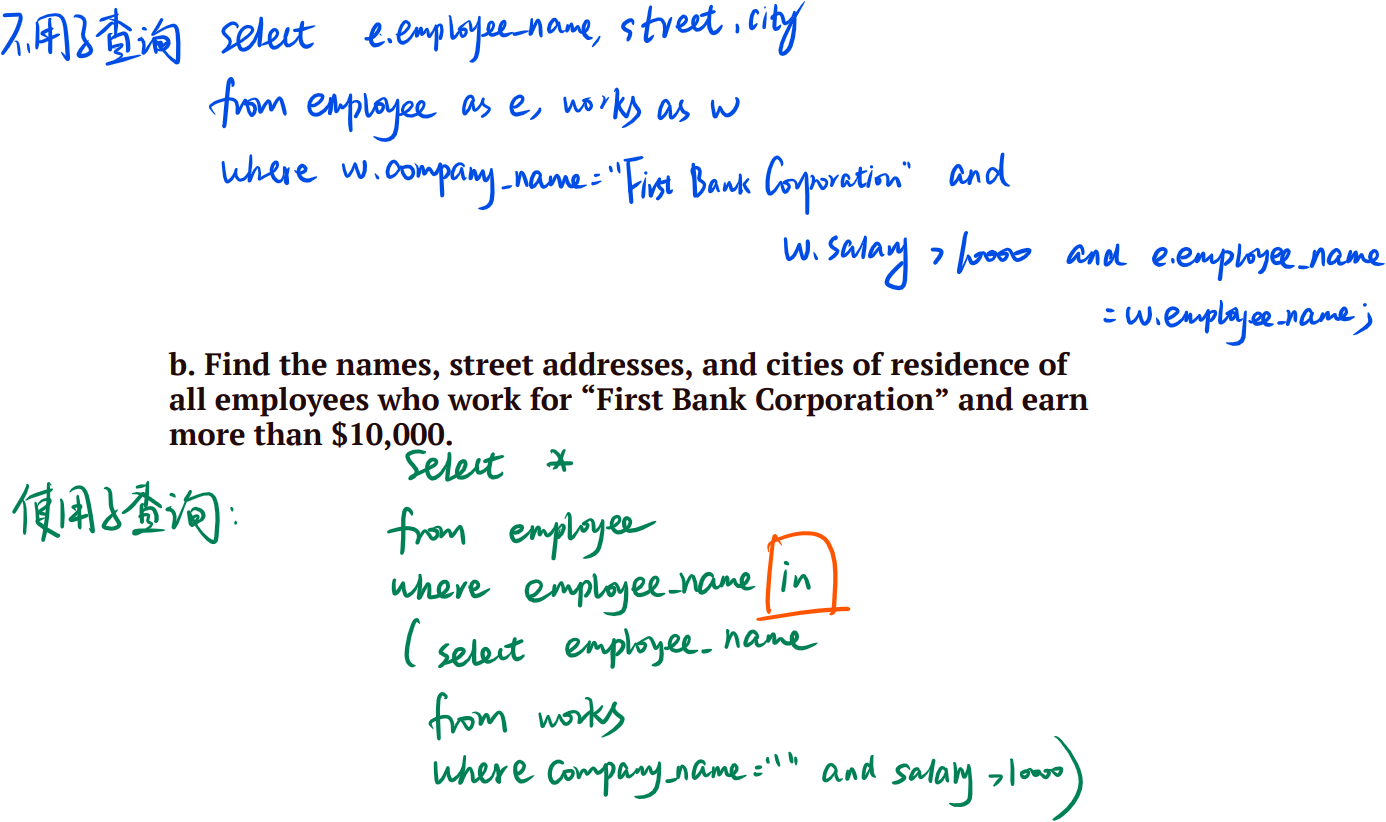 不用子查询 select e.employee_name, street, city
from employee as e, works as w
where w.company_name="First Bank Corporation" and
w.salary > 10000 and e.employee_name
= w.employee_name;
b. Find the names, street addresses, and cities of residence of
all employees who work for “First Bank Corporation” and earn
more than $10,000.
select *
使用子查询:
from employee
where employee_name in
( select employee_name
from works
where company_name="" and salary >10000)